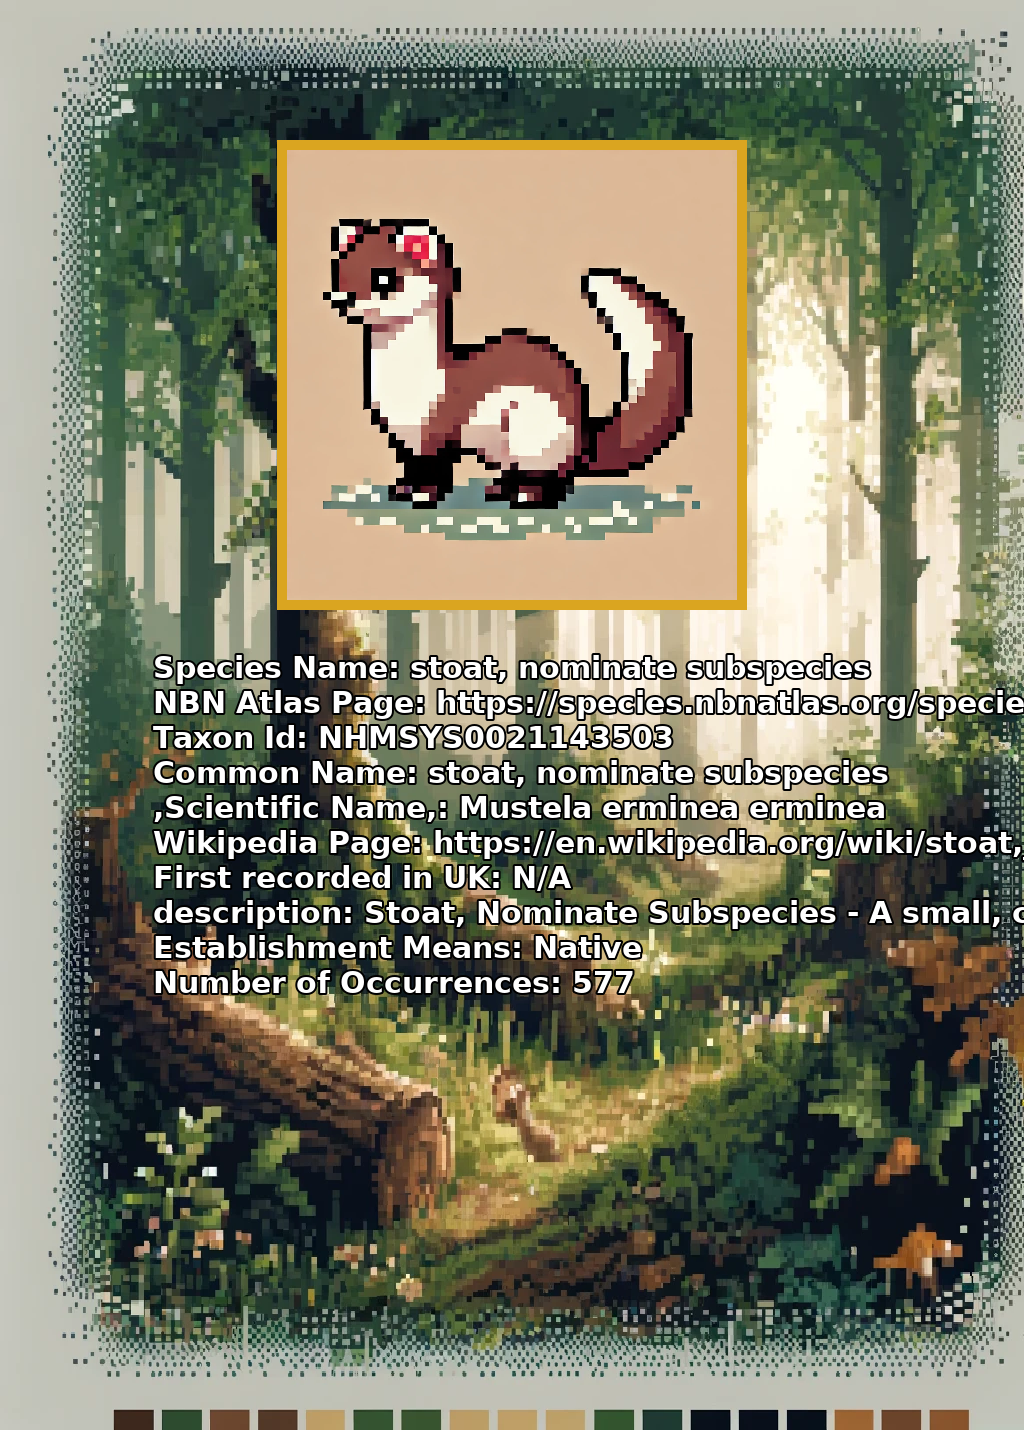 Species Name: stoat, nominate subspecies
NBN Atlas Page: https://species.nbnatlas.org/specie
Taxon Id: NHMSYS0021143503
Common Name: stoat, nominate subspecies
,Scientific Name,: Mustela erminea erminea
Wikipedia Page: https://en.wikipedia.org/wiki/stoat,
First recorded in UK: N/A
description: Stoat, Nominate Subspecies - A small,
Establishment Means: Native
Number of Occurrences: 577